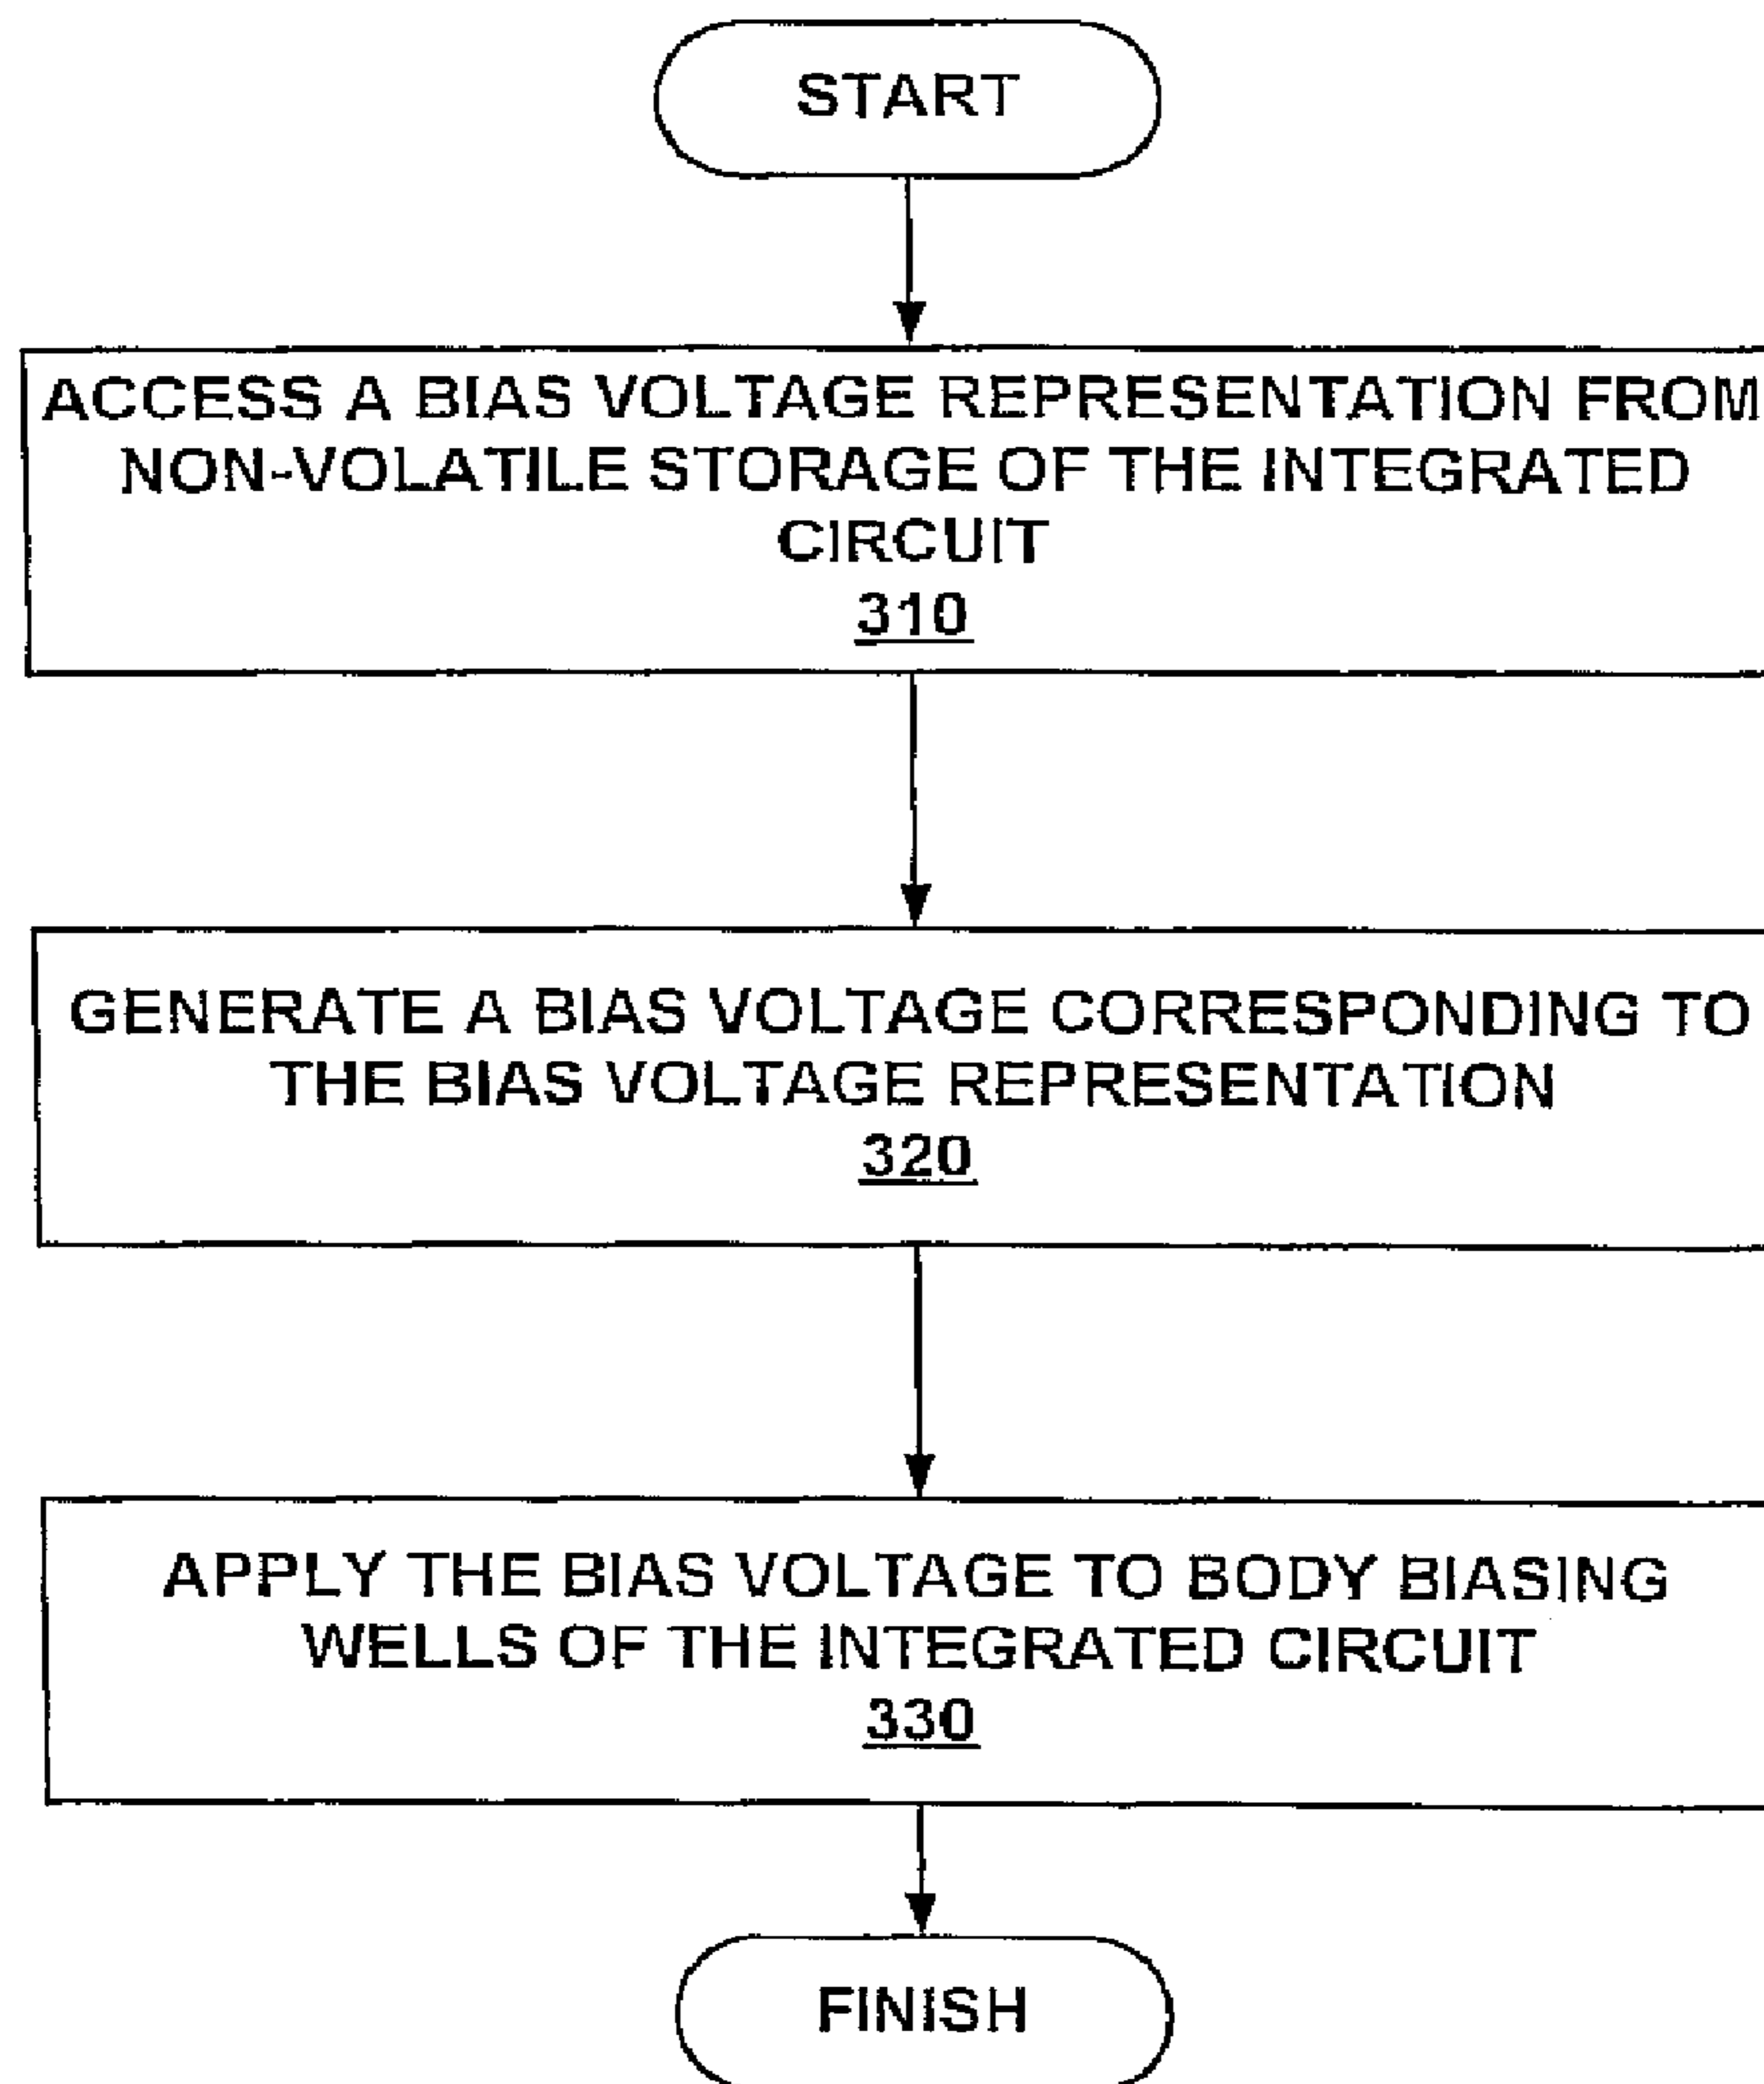 START
ACCESS A BIAS VOLTAGE REPRESENTATION FROM
NON-VOLATILE STORAGE OF THE INTEGRATED
CIRCUIT
310
GENERATE A BIAS VOLTAGE CORRESPONDING TO
THE BIAS VOLTAGE REPRESENTATION
320
APPLY THE BIAS VOLTAGE TO BODY BIASING
WELLS OF THE INTEGRATED CIRCUIT
330
FINISH